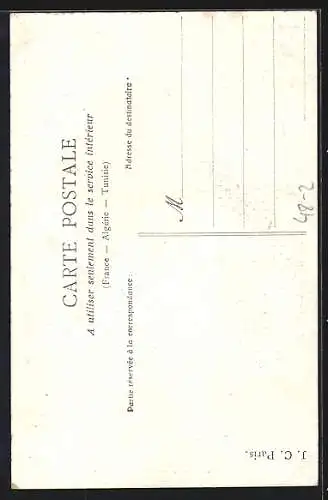 CARTE POSTALE
A utiliser seulement dans le service intérieur
(France — Algérie — Tunisie)
Partie réservée à la correspondance.
Adresse du destinataire.
M
48-2
J. C. Paris.